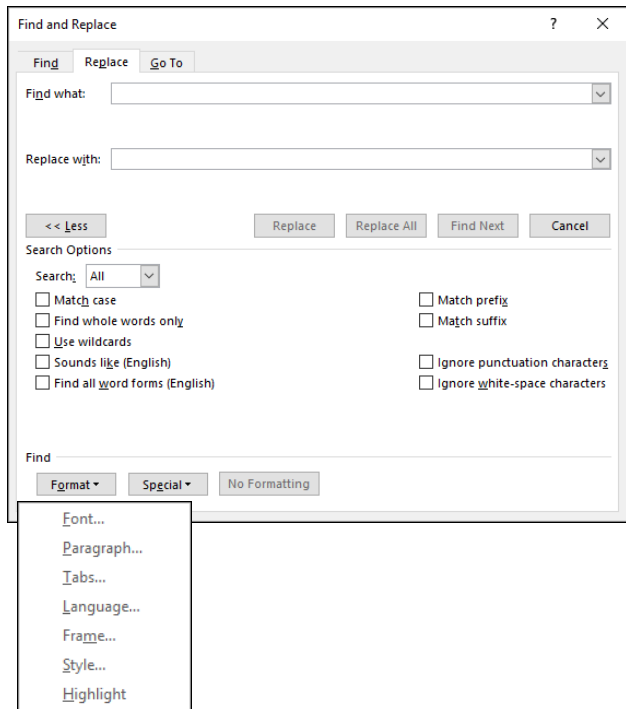 Find and Replace ?
Find Replace Go To
Find what:
Replace with:
<< Less Replace Replace All Find Next Cancel
Search Options
Search: All
Match case Match prefix
Find whole words only Match suffix
Use wildcards
Sounds like (English) Ignore punctuation characters
Find all word forms (English) Ignore white-space characters
Find
Format Special No Formatting
Font...
Paragraph...
Tabs...
Language...
Frame...
Style...
Highlight